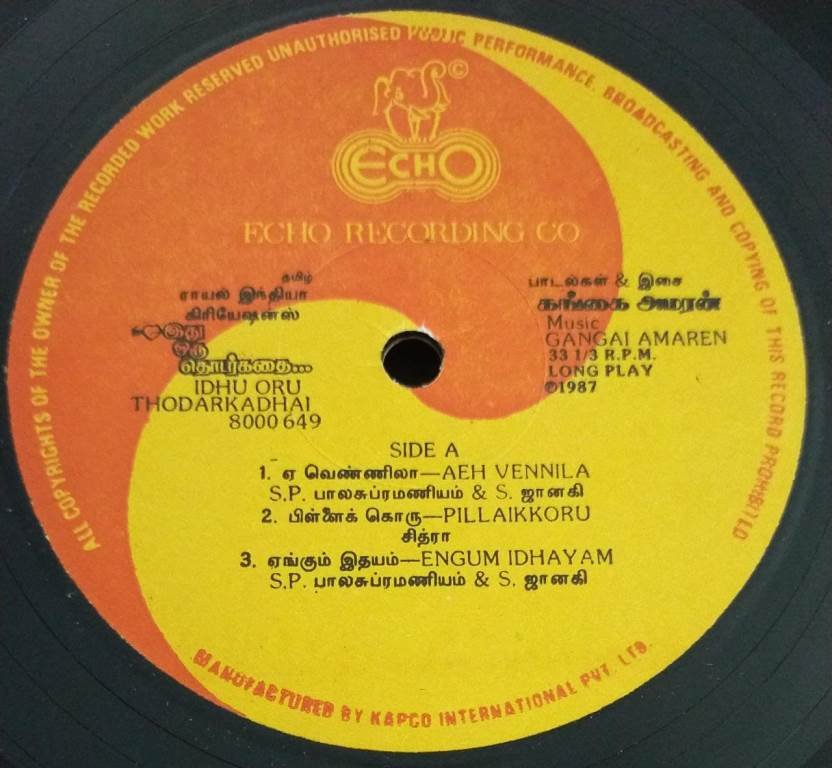 ALL COPYRIGHTS OF THE OWNER OF THE RECORDED WORK RESERVED UNAUTHORISED PUBLIC PERFORMANCE. BROADCASTING AND COPYING OF THIS RECORD PROHIBITED
©
ECHO
ECHO RECORDING CO
தமிழ்
ராயல் இந்தியா
கிரியேஷன்ஸ்
இது
ஒரு
தொடர்கதை...
IDHU ORU
THODARKADHAI
8000 649
பாடல்கள் & இசை
கங்கை அமரன்
Music
GANGAI AMAREN
33 1/3 R.P.M.
LONG PLAY
℗1987
SIDE A
1. ஏ வெண்ணிலா—AEH VENNILA
S.P. பாலசுப்ரமணியம் & S. ஜானகி
2. பிள்ளைக் கொரு—PILLAIKKORU
சித்ரா
3. ஏங்கும் இதயம்—ENGUM IDHAYAM
S.P. பாலசுப்ரமணியம் & S. ஜானகி
MANUFACTURED BY KAPCO INTERNATIONAL PVT. LTD.